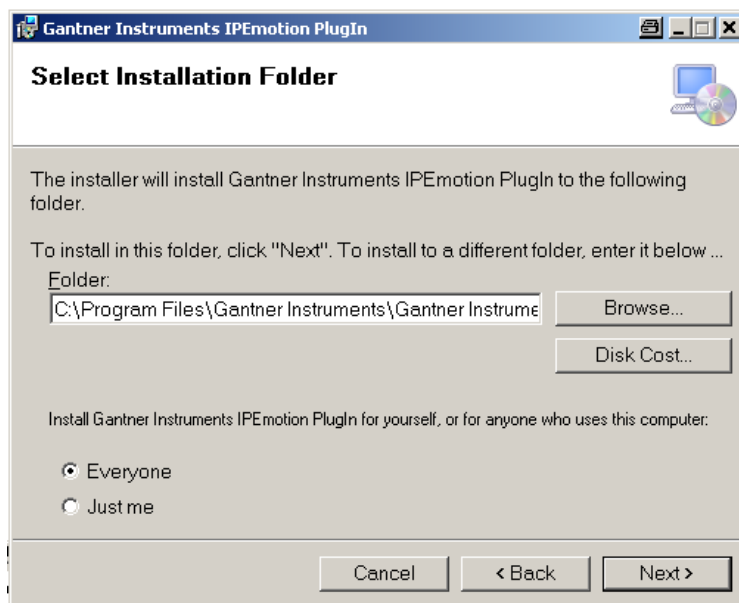 Gantner Instruments IPEmotion PlugIn
Select Installation Folder
The installer will install Gantner Instruments IPEmotion PlugIn to the following
folder.
To install in this folder, click "Next". To install to a different folder, enter it below ...
Folder:
C:\Program Files\Gantner Instruments\Gantner Instrume
Browse...
Disk Cost...
Install Gantner Instruments IPEmotion PlugIn for yourself, or for anyone who uses this computer:
Everyone
Just me
Cancel
< Back
Next >